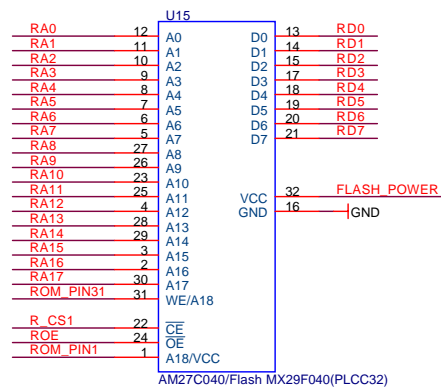 U15
RA0 12 A0 D0 13 RD0
RA1 11 A1 D1 14 RD1
RA2 10 A2 D2 15 RD2
RA3 9 A3 D3 17 RD3
RA4 8 A4 D4 18 RD4
RA5 7 A5 D5 19 RD5
RA6 6 A6 D6 20 RD6
RA7 5 A7 D7 21 RD7
RA8 27 A8
RA9 26 A9
RA10 23 A10
RA11 25 A11 VCC 32 FLASH_POWER
RA12 4 A12 GND 16 GND
RA13 28 A13
RA14 29 A14
RA15 3 A15
RA16 2 A16
RA17 30 A17
ROM_PIN31 31 WE/A18
R_CS1 22 CE
ROE 24 OE
ROM_PIN1 1 A18/VCC
AM27C040/Flash MX29F040(PLCC32)